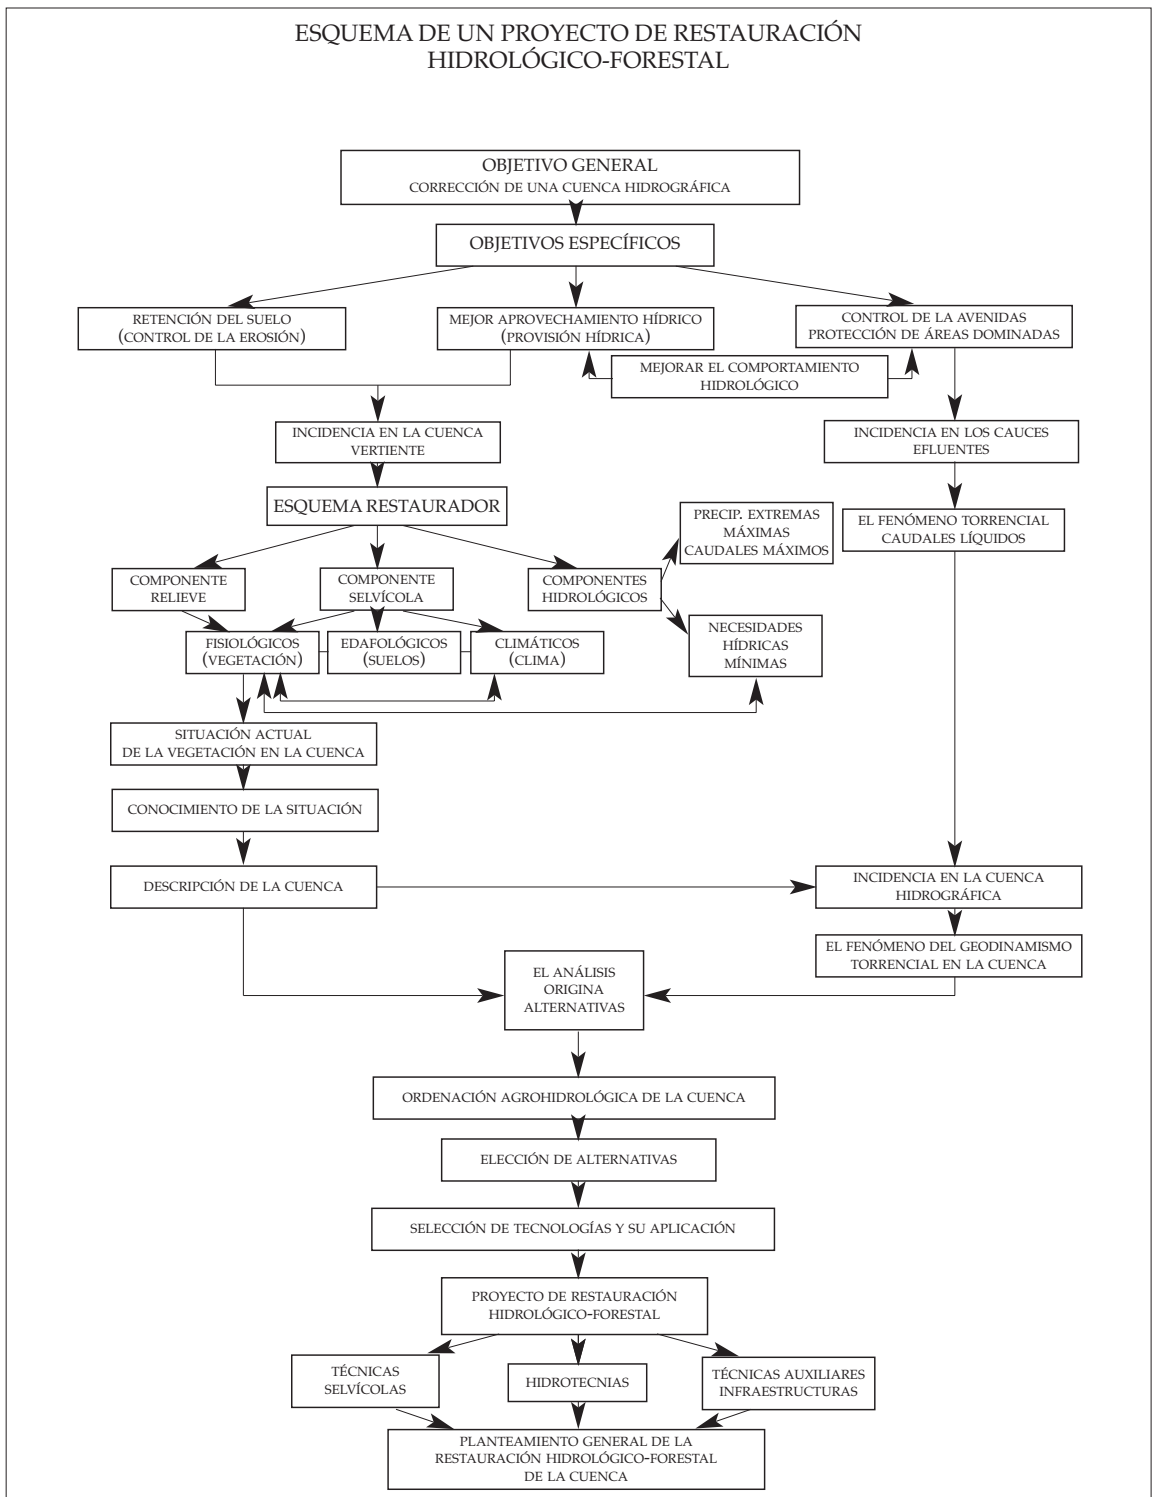 ESQUEMA DE UN PROYECTO DE RESTAURACIÓN
HIDROLÓGICO-FORESTAL
OBJETIVO GENERAL
CORRECCIÓN DE UNA CUENCA HIDROGRÁFICA
OBJETIVOS ESPECÍFICOS
RETENCIÓN DEL SUELO
(CONTROL DE LA EROSIÓN)
MEJOR APROVECHAMIENTO HÍDRICO
(PROVISIÓN HÍDRICA)
CONTROL DE LA AVENIDAS
PROTECCIÓN DE ÁREAS DOMINADAS
MEJORAR EL COMPORTAMIENTO
HIDROLÓGICO
INCIDENCIA EN LA CUENCA
VERTIENTE
INCIDENCIA EN LOS CAUCES
EFLUENTES
ESQUEMA RESTAURADOR
PRECIP. EXTREMAS
MÁXIMAS
CAUDALES MÁXIMOS
EL FENÓMENO TORRENCIAL
CAUDALES LÍQUIDOS
COMPONENTE
RELIEVE
COMPONENTE
SELVÍCOLA
COMPONENTES
HIDROLÓGICOS
NECESIDADES
HÍDRICAS
MÍNIMAS
FISIOLÓGICOS
(VEGETACIÓN)
EDAFOLÓGICOS
(SUELOS)
CLIMÁTICOS
(CLIMA)
SITUACIÓN ACTUAL
DE LA VEGETACIÓN EN LA CUENCA
CONOCIMIENTO DE LA SITUACIÓN
DESCRIPCIÓN DE LA CUENCA
INCIDENCIA EN LA CUENCA
HIDROGRÁFICA
EL FENÓMENO DEL GEODINAMISMO
TORRENCIAL EN LA CUENCA
EL ANÁLISIS
ORIGINA
ALTERNATIVAS
ORDENACIÓN AGROHIDROLÓGICA DE LA CUENCA
ELECCIÓN DE ALTERNATIVAS
SELECCIÓN DE TECNOLOGÍAS Y SU APLICACIÓN
PROYECTO DE RESTAURACIÓN
HIDROLÓGICO-FORESTAL
TÉCNICAS
SELVÍCOLAS
HIDROTECNIAS
TÉCNICAS AUXILIARES
INFRAESTRUCTURAS
PLANTEAMIENTO GENERAL DE LA
RESTAURACIÓN HIDROLÓGICO-FORESTAL
DE LA CUENCA